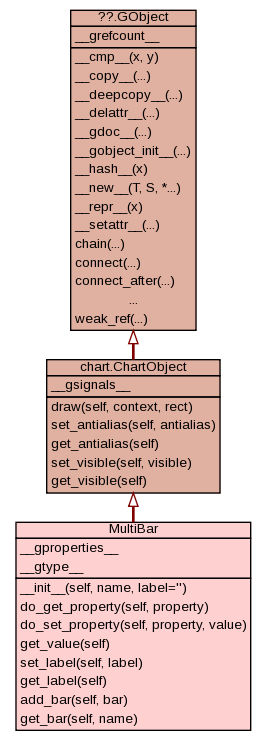 ??.GObject
__grefcount__
__cmp__(x, y)
__copy__(...)
__deepcopy__(...)
__delattr__(...)
__gdoc__(...)
__gobject_init__(...)
__hash__(x)
__new__(T, S, *...)
__repr__(x)
__setattr__(...)
chain(...)
connect(...)
connect_after(...)
...
weak_ref(...)
chart.ChartObject
__gsignals__
draw(self, context, rect)
set_antialias(self, antialias)
get_antialias(self)
set_visible(self, visible)
get_visible(self)
MultiBar
__gproperties__
__gtype__
__init__(self, name, label='')
do_get_property(self, property)
do_set_property(self, property, value)
get_value(self)
set_label(self, label)
get_label(self)
add_bar(self, bar)
get_bar(self, name)